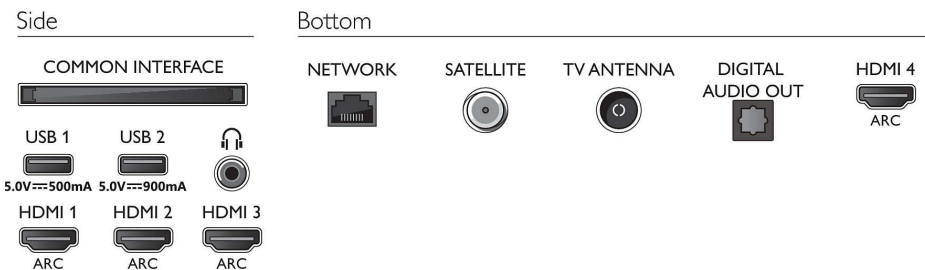 Side
COMMON INTERFACE
USB 1 USB 2
5.0V⎓500mA 5.0V⎓900mA
HDMI 1 HDMI 2 HDMI 3
ARC ARC ARC
Bottom
NETWORK SATELLITE TV ANTENNA DIGITAL AUDIO OUT HDMI 4
ARC